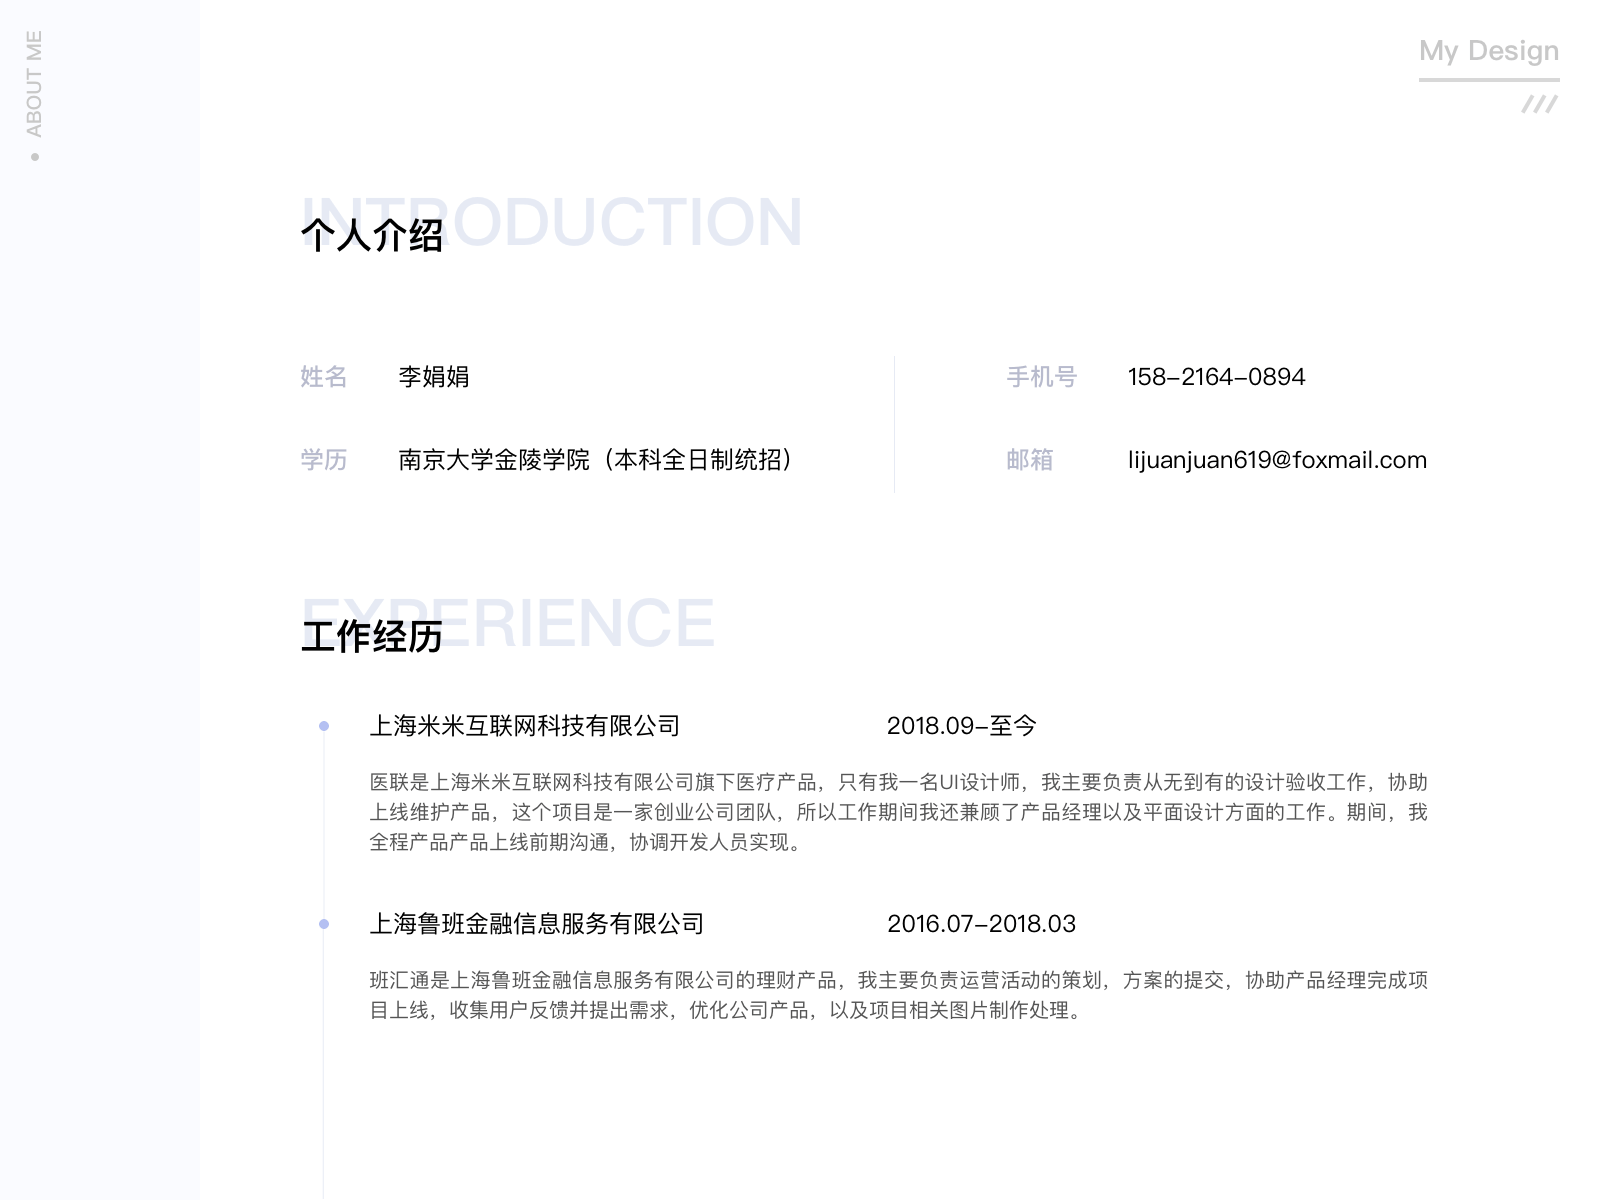 ABOUT ME
My Design
INTRODUCTION
个人介绍
姓名 李娟娟
手机号 158-2164-0894
学历 南京大学金陵学院（本科全日制统招）
邮箱 lijuanjuan619@foxmail.com
EXPERIENCE
工作经历
上海米米互联网科技有限公司 2018.09-至今
医联是上海米米互联网科技有限公司旗下医疗产品，只有我一名UI设计师，我主要负责从无到有的设计验收工作，协助
上线维护产品，这个项目是一家创业公司团队，所以工作期间我还兼顾了产品经理以及平面设计方面的工作。期间，我
全程产品产品上线前期沟通，协调开发人员实现。
上海鲁班金融信息服务有限公司 2016.07-2018.03
班汇通是上海鲁班金融信息服务有限公司的理财产品，我主要负责运营活动的策划，方案的提交，协助产品经理完成项
目上线，收集用户反馈并提出需求，优化公司产品，以及项目相关图片制作处理。